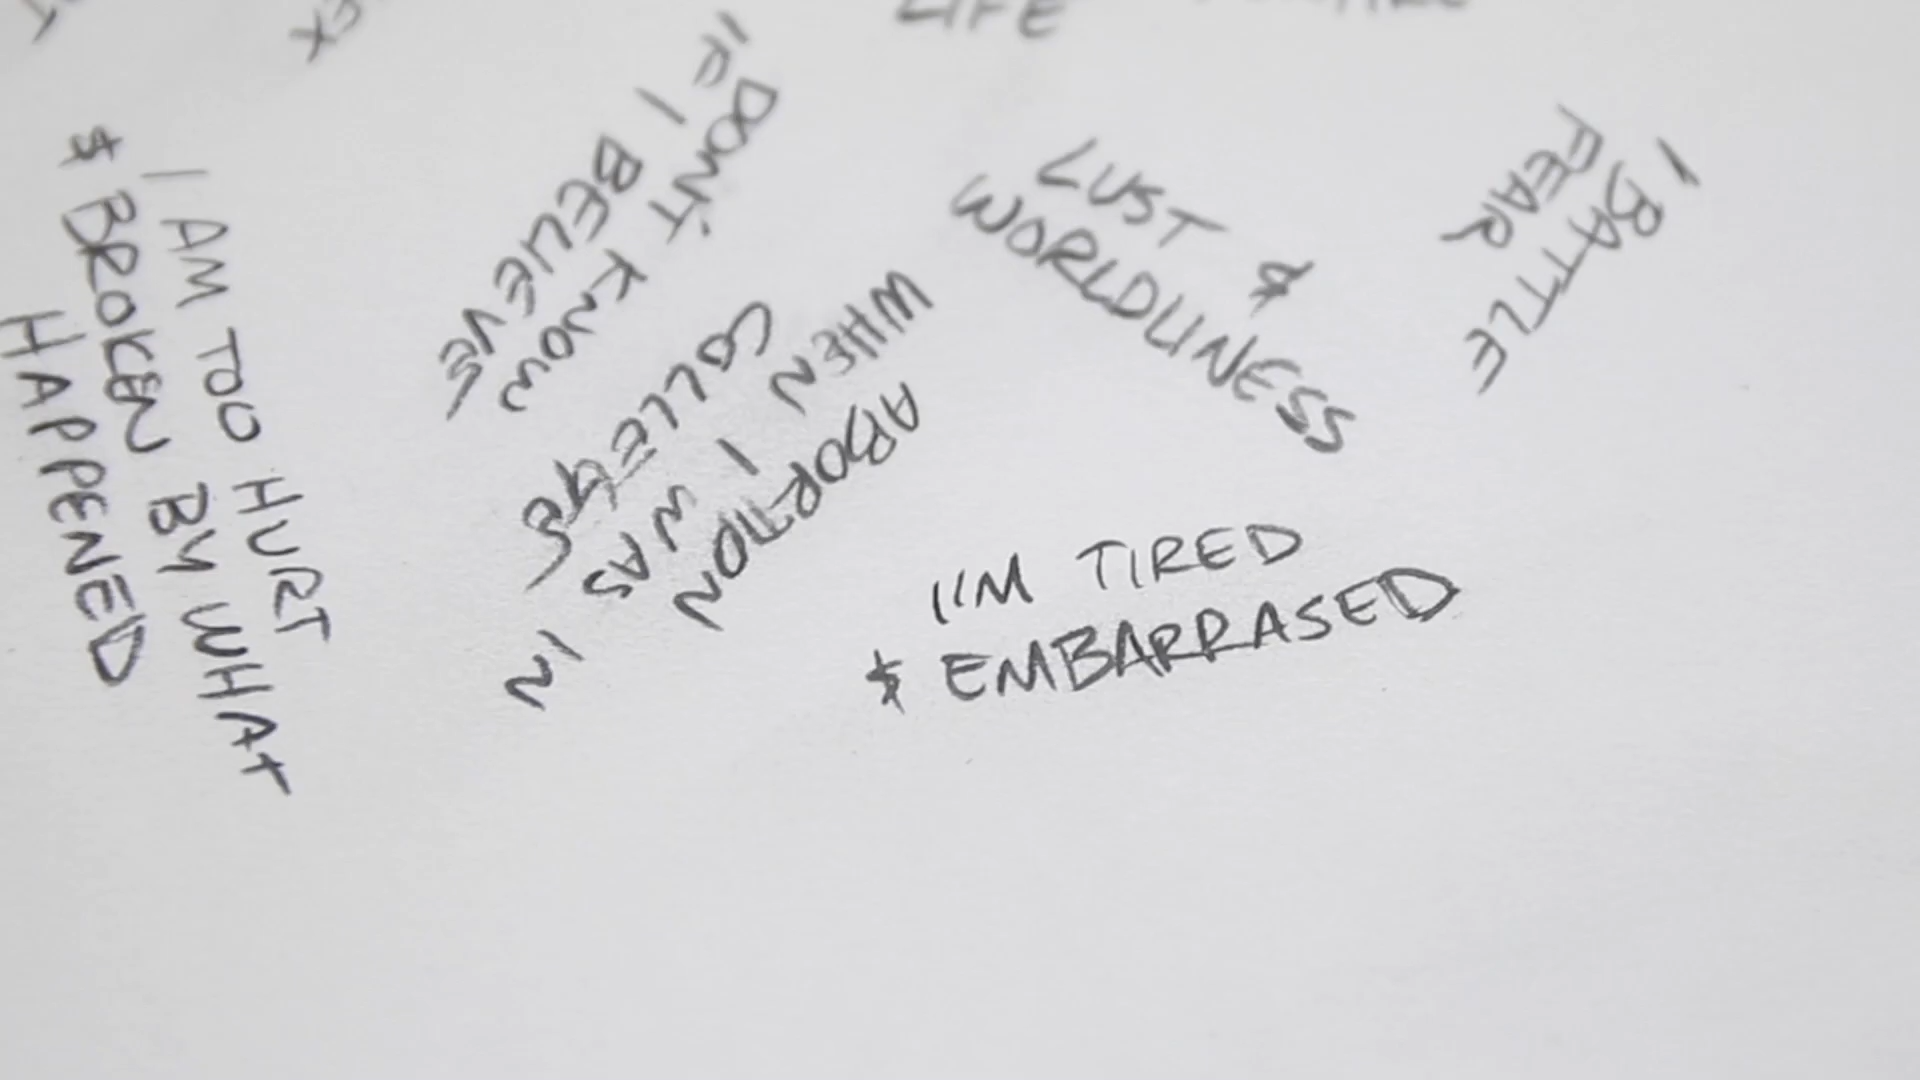 LIFE
I DON'T KNOW
IF I BELIEVE
LUST &
WORLDLINESS
I BATTLE
FEAR
I AM TOO HURT
& BROKEN BY WHAT
HAPPENED
ABORTION
WHEN I WAS IN
COLLEGE
I'M TIRED
& EMBARRASED